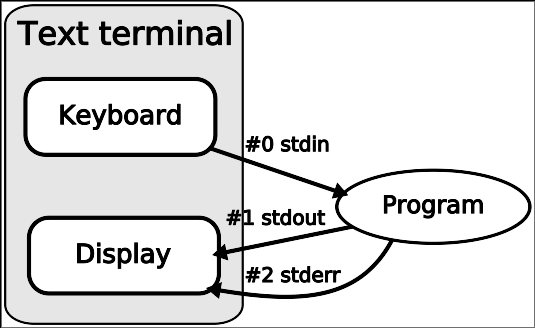 Text terminal
Keyboard
#0 stdin
Program
#1 stdout
Display
#2 stderr